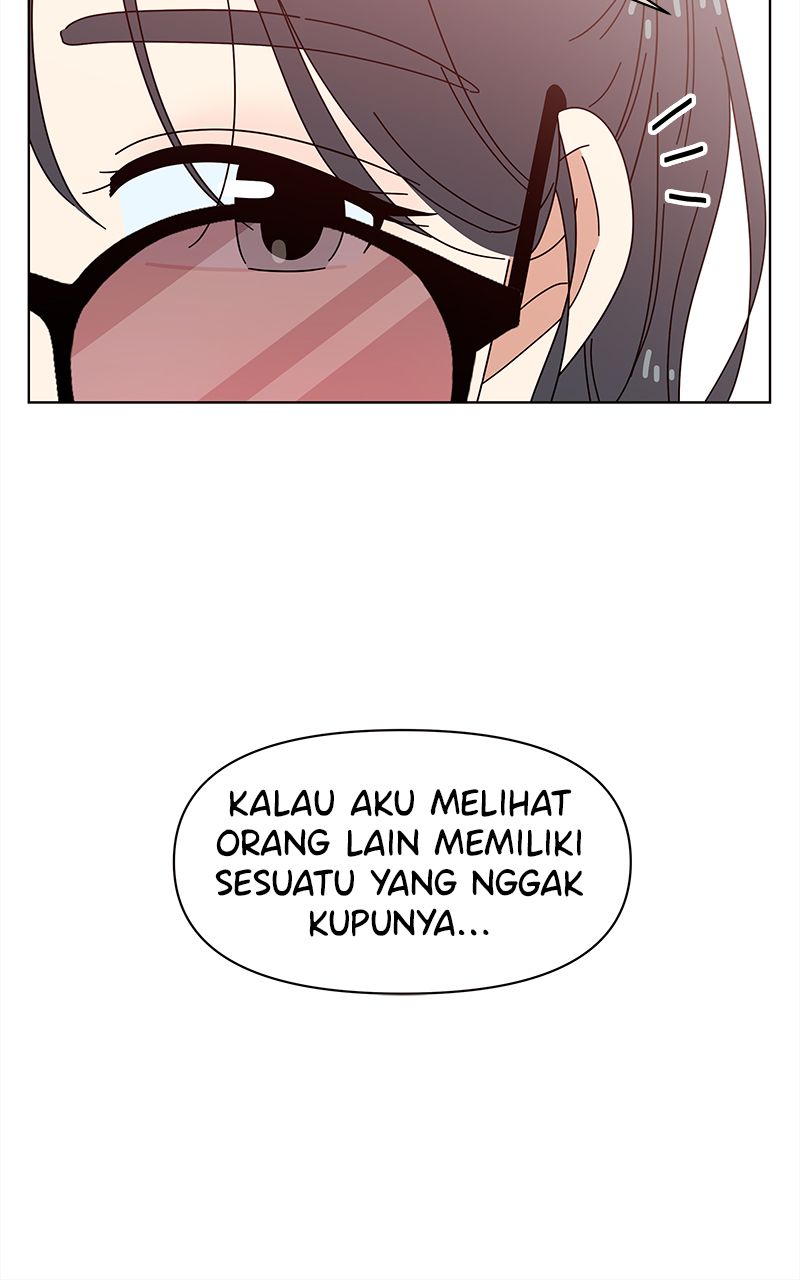 KALAU AKU MELIHAT
ORANG LAIN MEMILIKI
SESUATU YANG NGGAK
KUPUNYA...